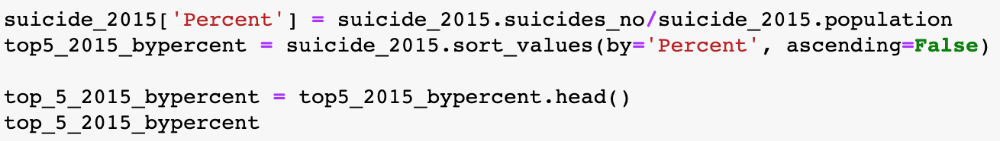 suicide_2015['Percent'] = suicide_2015.suicides_no/suicide_2015.population
top5_2015_bypercent = suicide_2015.sort_values(by='Percent', ascending=False)
top_5_2015_bypercent = top5_2015_bypercent.head()
top_5_2015_bypercent